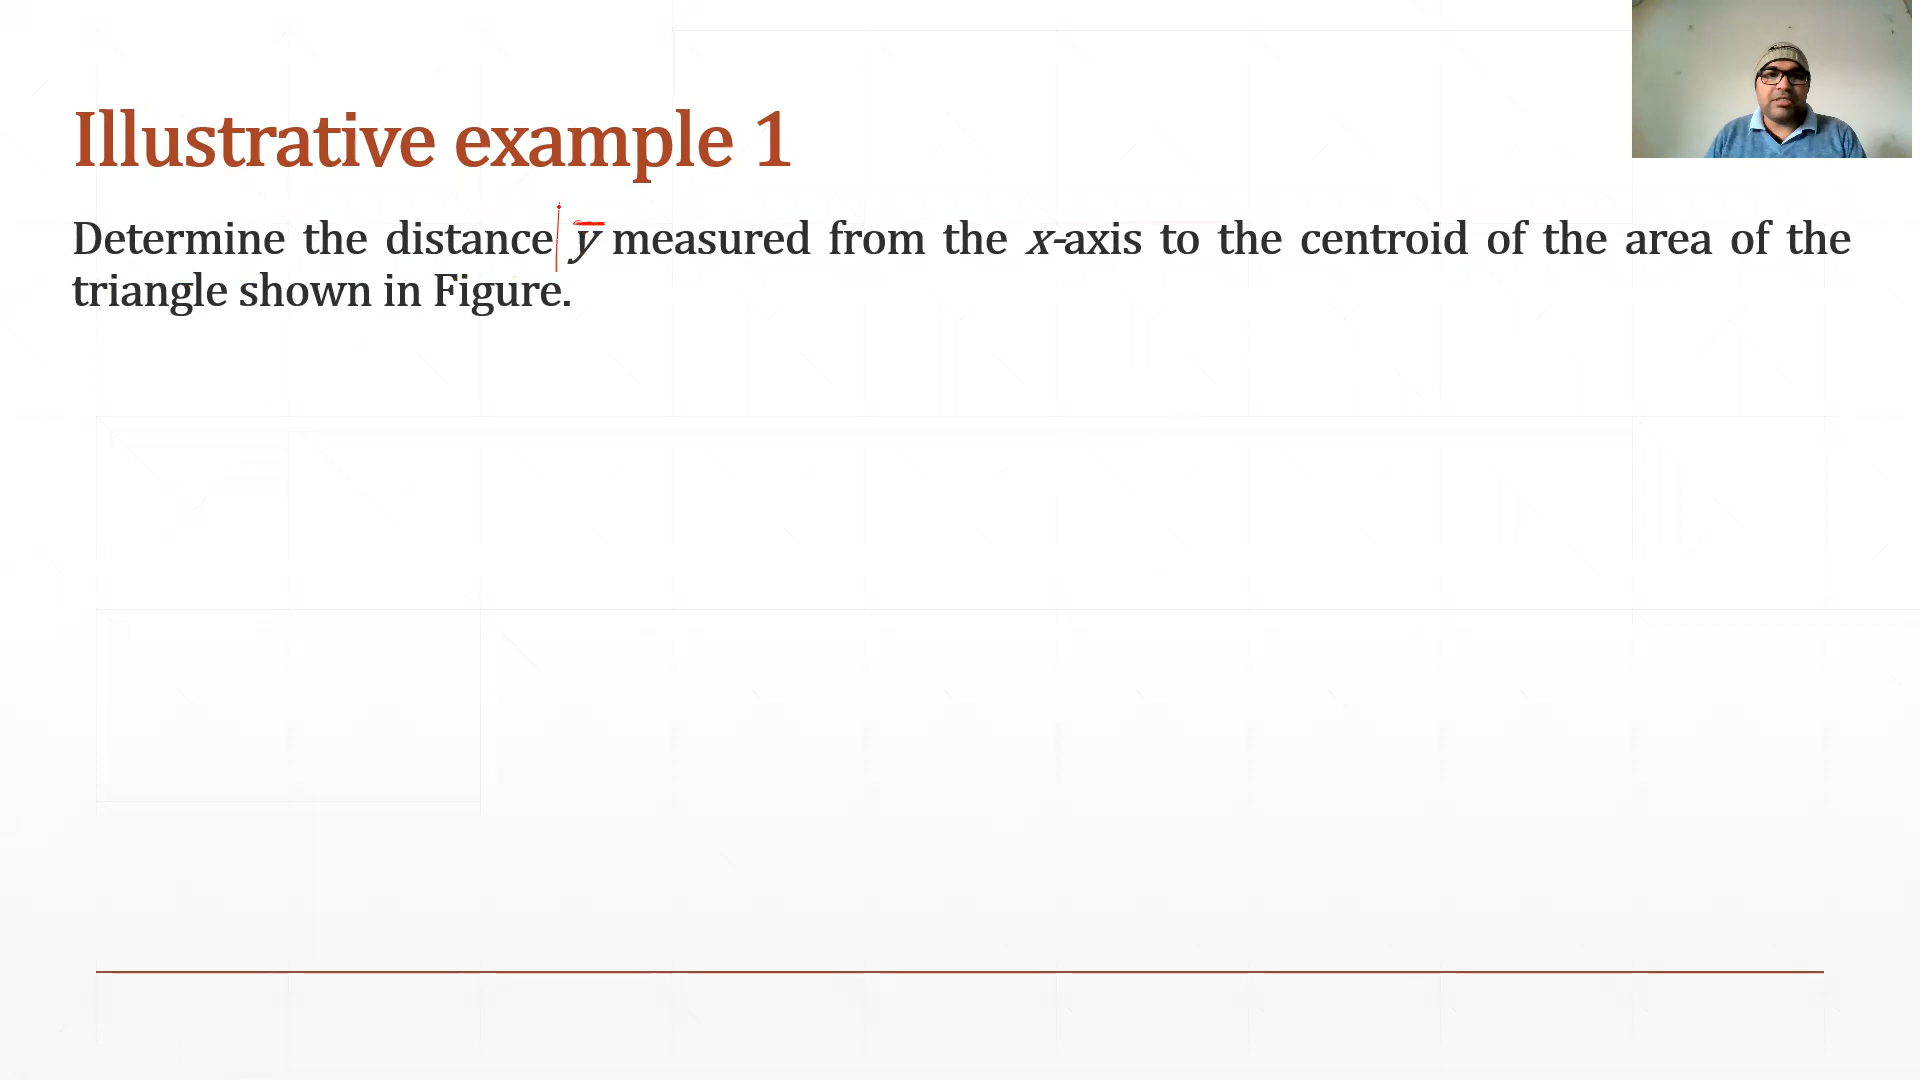 Illustrative example 1
Determine the distance y̅ measured from the x-axis to the centroid of the area of the
triangle shown in Figure.